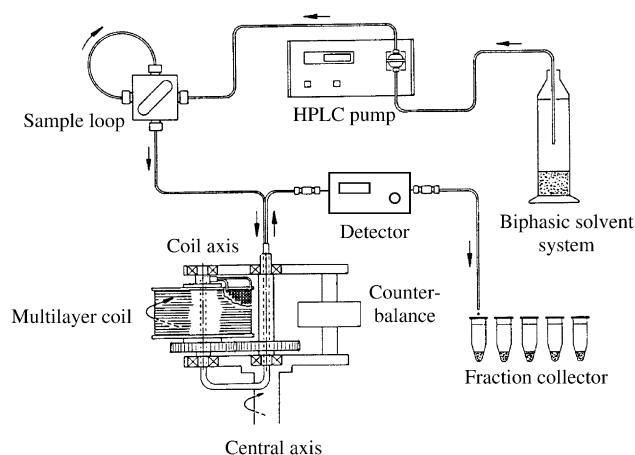 Sample loop
HPLC pump
Biphasic solvent
system
Detector
Coil axis
Multilayer coil
Counter-
balance
Fraction collector
Central axis